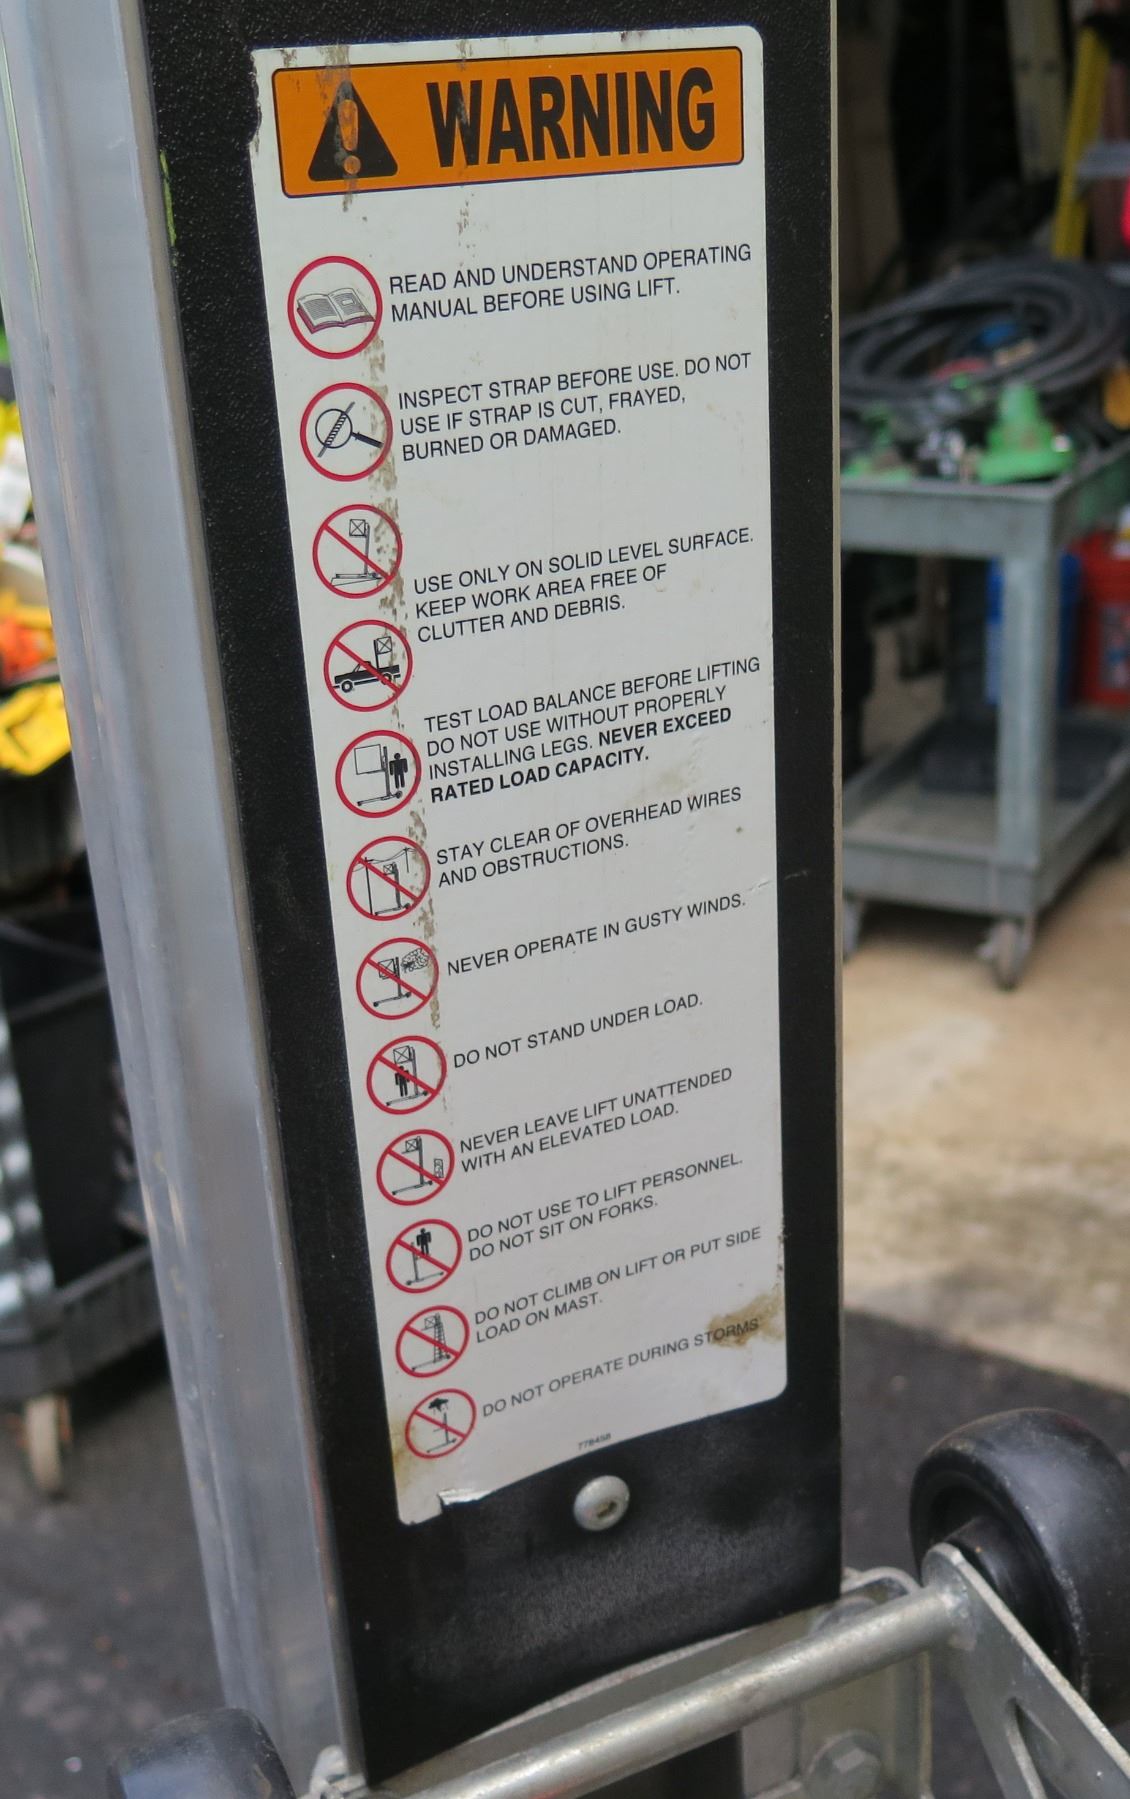 WARNING
READ AND UNDERSTAND OPERATING
MANUAL BEFORE USING LIFT.
INSPECT STRAP BEFORE USE. DO NOT
USE IF STRAP IS CUT, FRAYED,
BURNED OR DAMAGED.
USE ONLY ON SOLID LEVEL SURFACE.
KEEP WORK AREA FREE OF
CLUTTER AND DEBRIS.
TEST LOAD BALANCE BEFORE LIFTING
DO NOT USE WITHOUT PROPERLY
INSTALLING LEGS. NEVER EXCEED
RATED LOAD CAPACITY.
STAY CLEAR OF OVERHEAD WIRES
AND OBSTRUCTIONS.
NEVER OPERATE IN GUSTY WINDS.
DO NOT STAND UNDER LOAD.
NEVER LEAVE LIFT UNATTENDED
WITH AN ELEVATED LOAD.
DO NOT USE TO LIFT PERSONNEL.
DO NOT SIT ON FORKS.
DO NOT CLIMB ON LIFT OR PUT SIDE
LOAD ON MAST.
DO NOT OPERATE DURING STORMS
778458